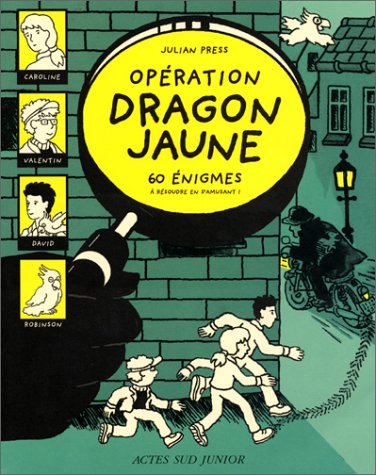 JULIAN PRESS
OPÉRATION
DRAGON
JAUNE
60 ÉNIGMES
À RÉSOUDRE EN S'AMUSANT !
CAROLINE
VALENTIN
DAVID
ROBINSON
ACTES SUD JUNIOR